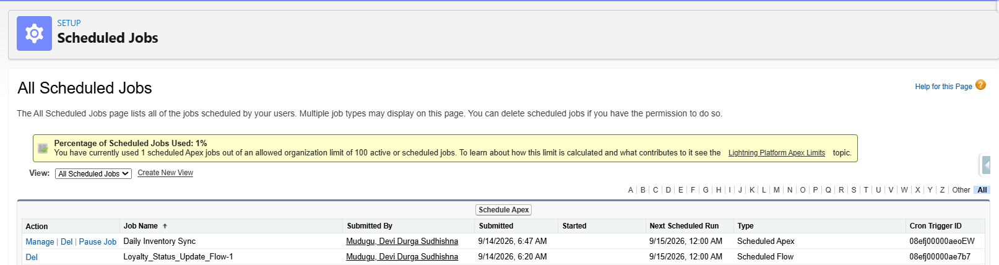 SETUP
Scheduled Jobs
All Scheduled Jobs
Help for this Page ?
The All Scheduled Jobs page lists all of the jobs scheduled by your users. Multiple job types may display on this page. You can delete scheduled jobs if you have the permission to do so.
Percentage of Scheduled Jobs Used: 1%
You have currently used 1 scheduled Apex jobs out of an allowed organization limit of 100 active or scheduled jobs. To learn about how this limit is calculated and what contributes to it see the Lightning Platform Apex Limits topic.
View: All Scheduled Jobs Create New View
A | B | C | D | E | F | G | H | I | J | K | L | M | N | O | P | Q | R | S | T | U | V | W | X | Y | Z | Other | All
Schedule Apex
Action Job Name Submitted By Submitted Started Next Scheduled Run Type Cron Trigger ID
Manage | Del | Pause Job Daily Inventory Sync Mudugu, Devi Durga Sudhishna 9/14/2026, 6:47 AM 9/15/2026, 12:00 AM Scheduled Apex 08efj00000aeoEW
Del Loyalty_Status_Update_Flow-1 Mudugu, Devi Durga Sudhishna 9/14/2026, 6:20 AM 9/15/2026, 12:00 AM Scheduled Flow 08efj00000ae7b7